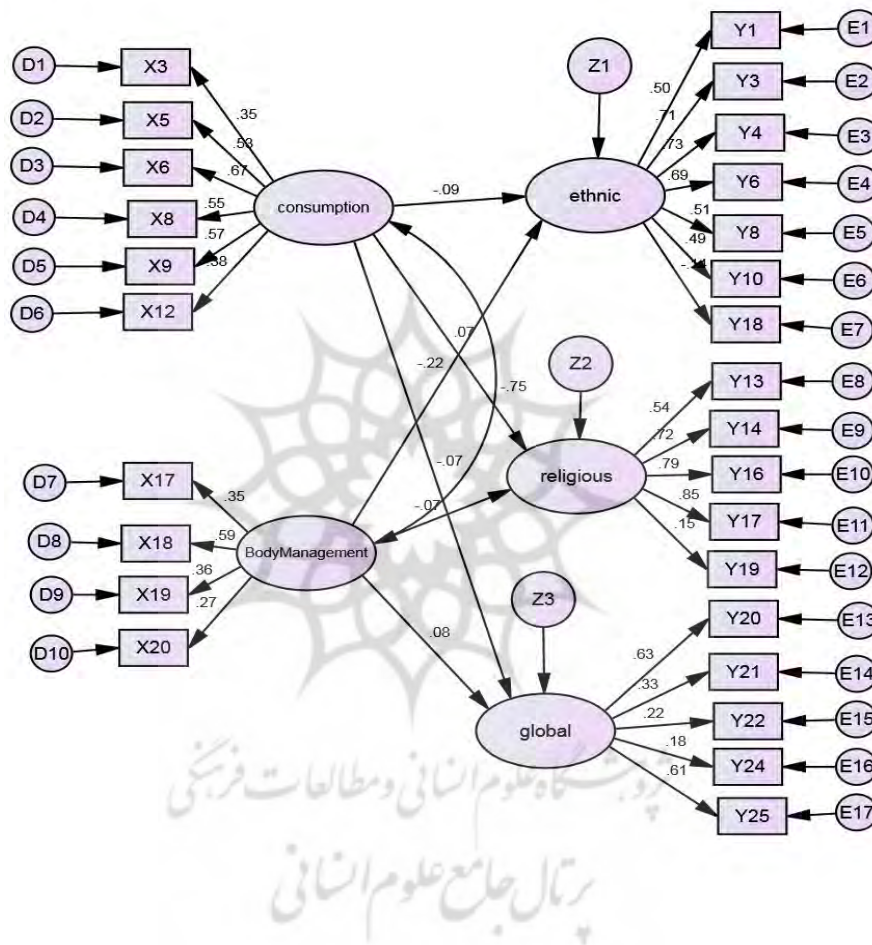 D1
X3
D2
X5
D3
X6
D4
X8
D5
X9
D6
X12
.35
.53
.67
.55
.57
.38
consumption
-.09
Z1
ethnic
.50
.71
.73
.69
.51
.49
Y1
E1
Y3
E2
Y4
E3
Y6
E4
Y8
E5
Y10
E6
Y18
E7
.07
-.22
-.75
-.07
-.07
Z2
religious
.54
.72
.79
.85
.15
Y13
E8
Y14
E9
Y16
E10
Y17
E11
Y19
E12
D7
X17
D8
X18
D9
X19
D10
X20
.35
.59
.36
.27
BodyManagement
.08
Z3
global
.63
.33
.22
.18
.61
Y20
E13
Y21
E14
Y22
E15
Y24
E16
Y25
E17
پژوهشگاه علوم انسانی و مطالعات فرهنگی
پرتال جامع علوم انسانی